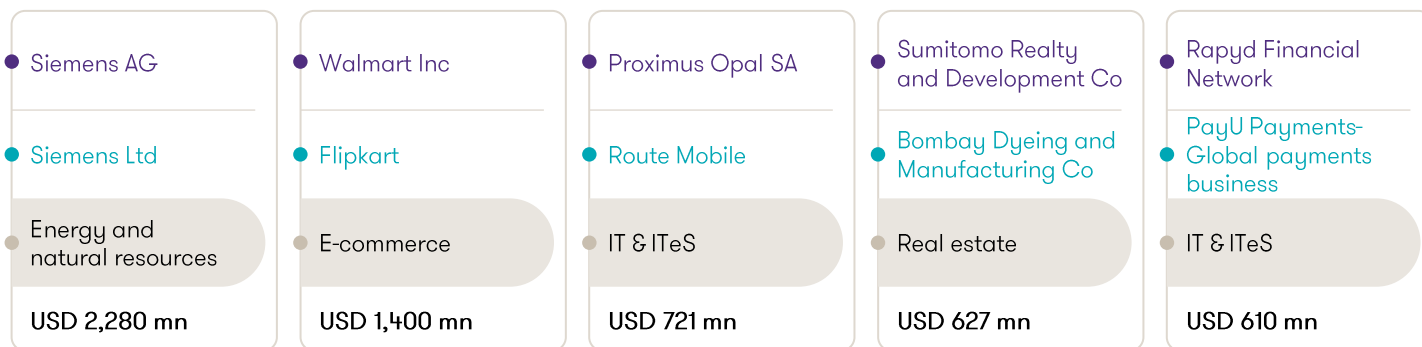 Siemens AG
Siemens Ltd
Energy and
natural resources
USD 2,280 mn
Walmart Inc
Flipkart
E-commerce
USD 1,400 mn
Proximus Opal SA
Route Mobile
IT & ITeS
USD 721 mn
Sumitomo Realty
and Development Co
Bombay Dyeing and
Manufacturing Co
Real estate
USD 627 mn
Rapyd Financial
Network
PayU Payments-
Global payments
business
IT & ITeS
USD 610 mn